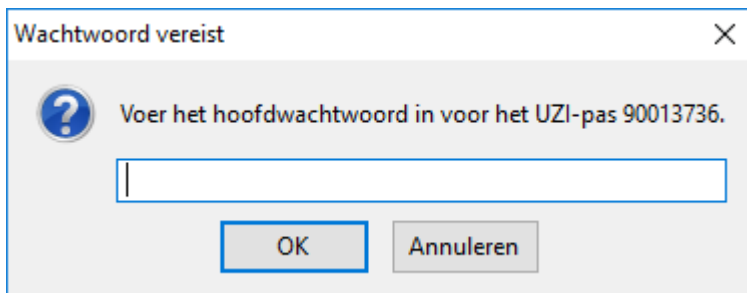 Wachtwoord vereist
Voer het hoofdwachtwoord in voor het UZI-pas 90013736.
OK
Annuleren